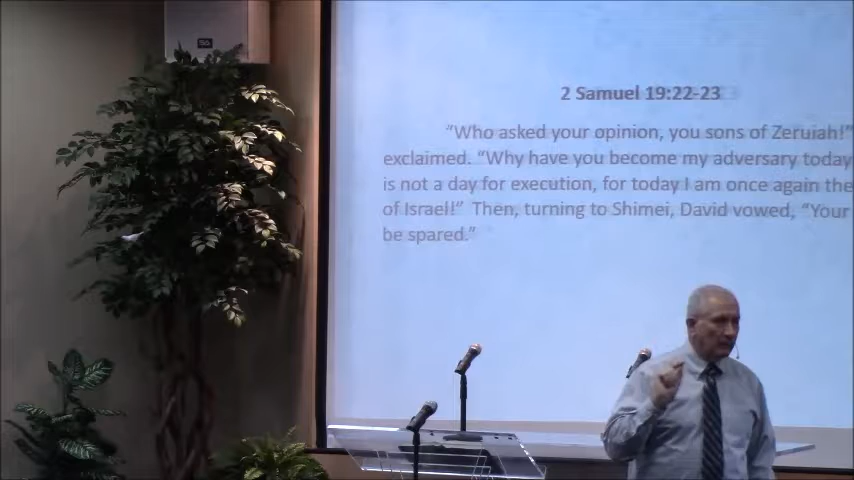 2 Samuel 19:22-23
"Who asked your opinion, you sons of Zeruiah!"
exclaimed. "Why have you become my adversary today
is not a day for execution, for today I am once again the
of Israel!" Then, turning to Shimei, David vowed, "Your
be spared."